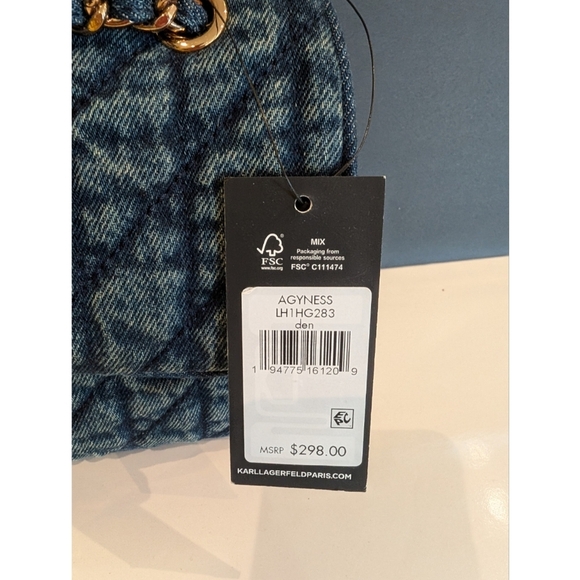 FSC
www.fsc.org
MIX
Packaging from
responsible sources
FSC® C111474
AGYNESS
LH1HG283
den
1 94775 16120 9
MSRP $298.00
KARLLAGERFELDPARIS.COM